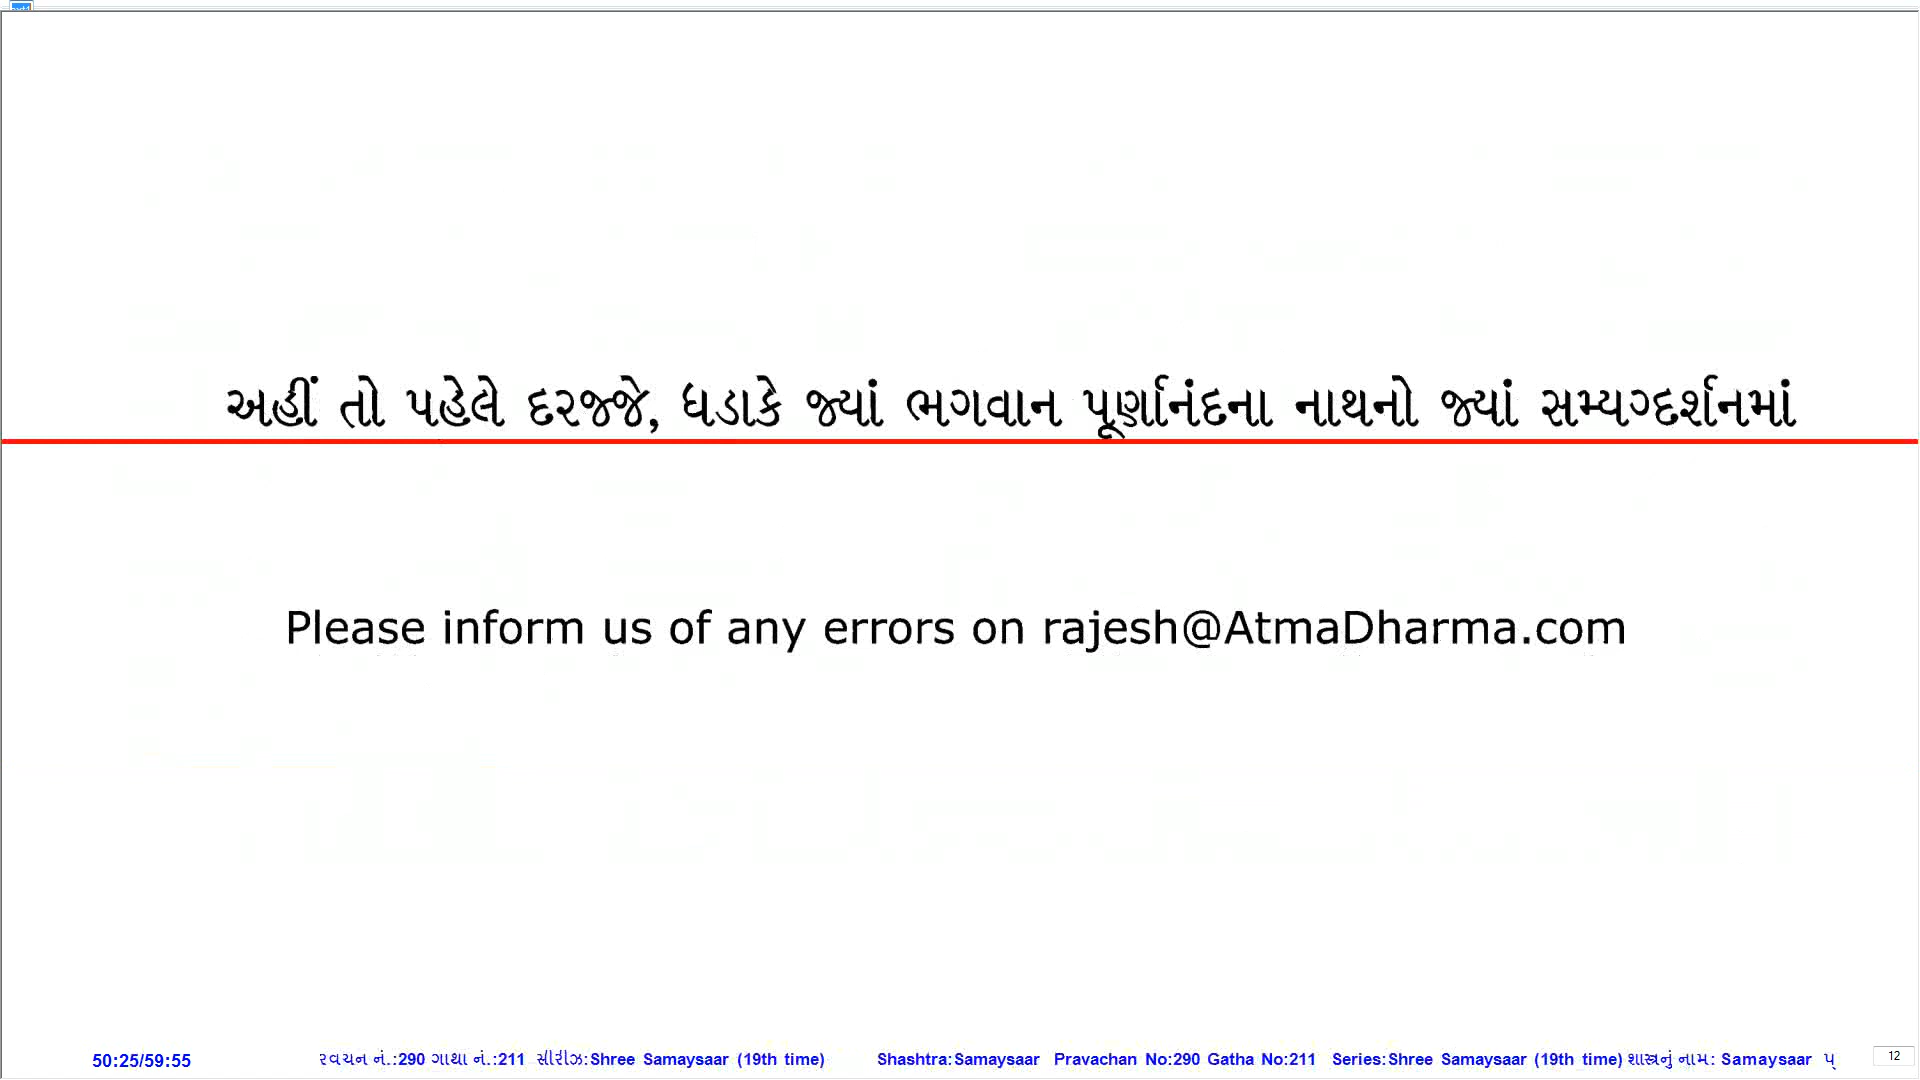 અહીં તો પહેલે દરજ્જે, ધડાકે જ્યાં ભગવાન પૂર્ણાનંદના નાથનો જ્યાં સમ્યગ્દર્શનમાં
Please inform us of any errors on rajesh@AtmaDharma.com
50:25/59:55 રવચન નં.:290 ગાથા નં.:211 સીરીઝ:Shree Samaysaar (19th time) Shashtra:Samaysaar Pravachan No:290 Gatha No:211 Series:Shree Samaysaar (19th time) શાસ્ત્રનું નામ: Samaysaar પ્ 12